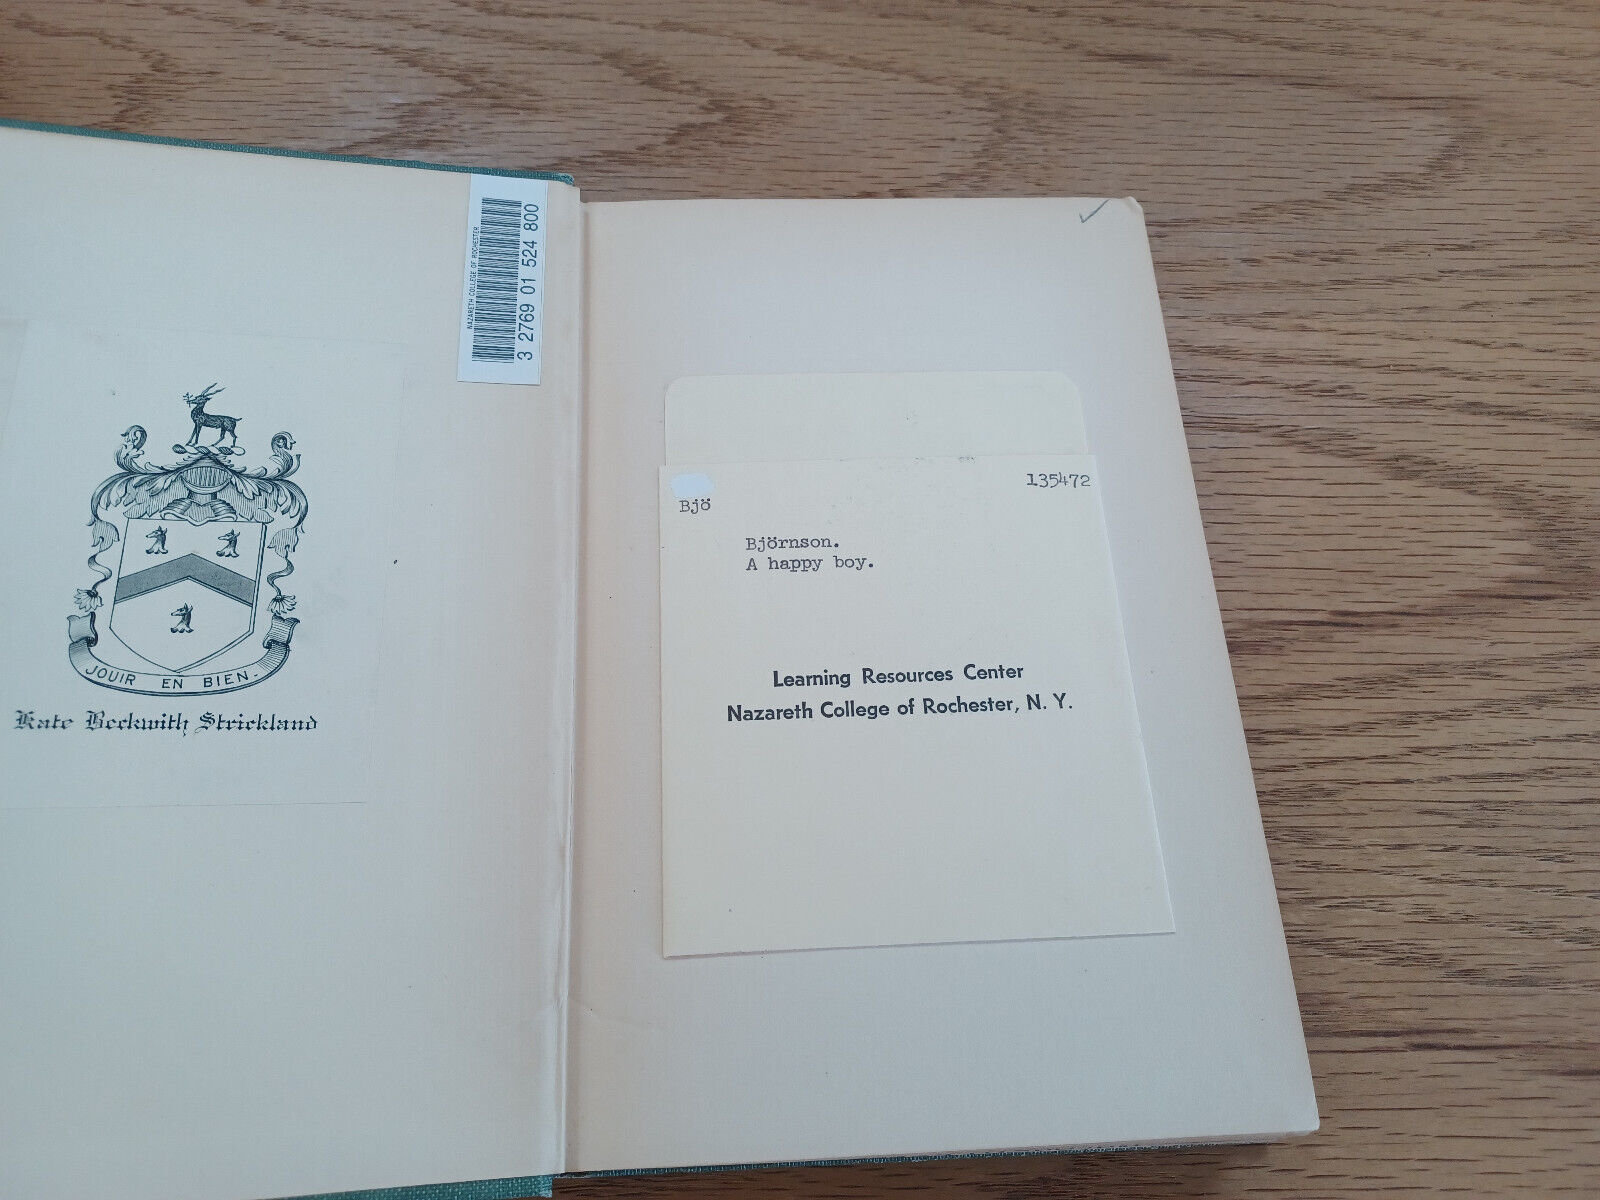 NAZARETH COLLEGE OF ROCHESTER
3 2769 01 524 800
JOUIR EN BIEN.
Kate Beckwith Strickland
135472
Bjö
Björnson.
A happy boy.
Learning Resources Center
Nazareth College of Rochester, N. Y.